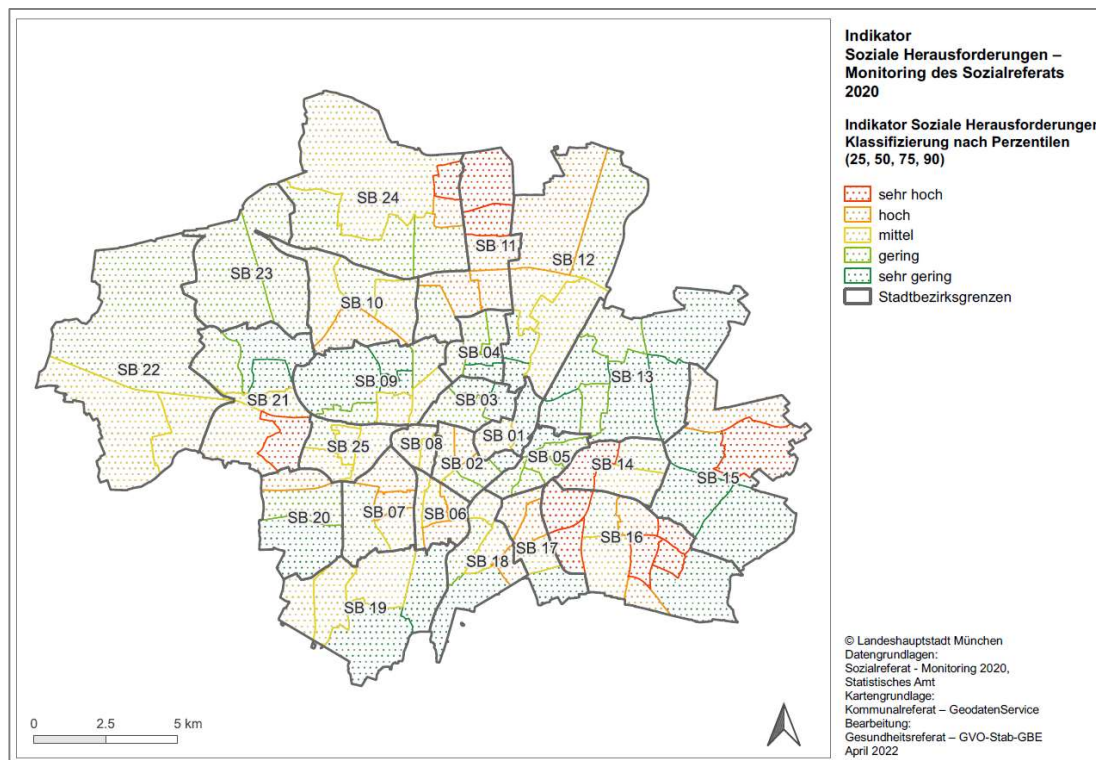 Indikator
Soziale Herausforderungen –
Monitoring des Sozialreferats
2020
Indikator Soziale Herausforderungen
Klassifizierung nach Perzentilen
(25, 50, 75, 90)
sehr hoch
hoch
mittel
gering
sehr gering
Stadtbezirksgrenzen
SB 24
SB 11
SB 12
SB 23
SB 10
SB 22
SB 04
SB 09
SB 13
SB 21
SB 03
SB 01
SB 25
SB 08
SB 02
SB 05
SB 14
SB 15
SB 20
SB 07
SB 06
SB 16
SB 17
SB 18
SB 19
0 2.5 5 km
© Landeshauptstadt München
Datengrundlagen:
Sozialreferat - Monitoring 2020,
Statistisches Amt
Kartengrundlage:
Kommunalreferat – GeodatenService
Bearbeitung:
Gesundheitsreferat – GVO-Stab-GBE
April 2022